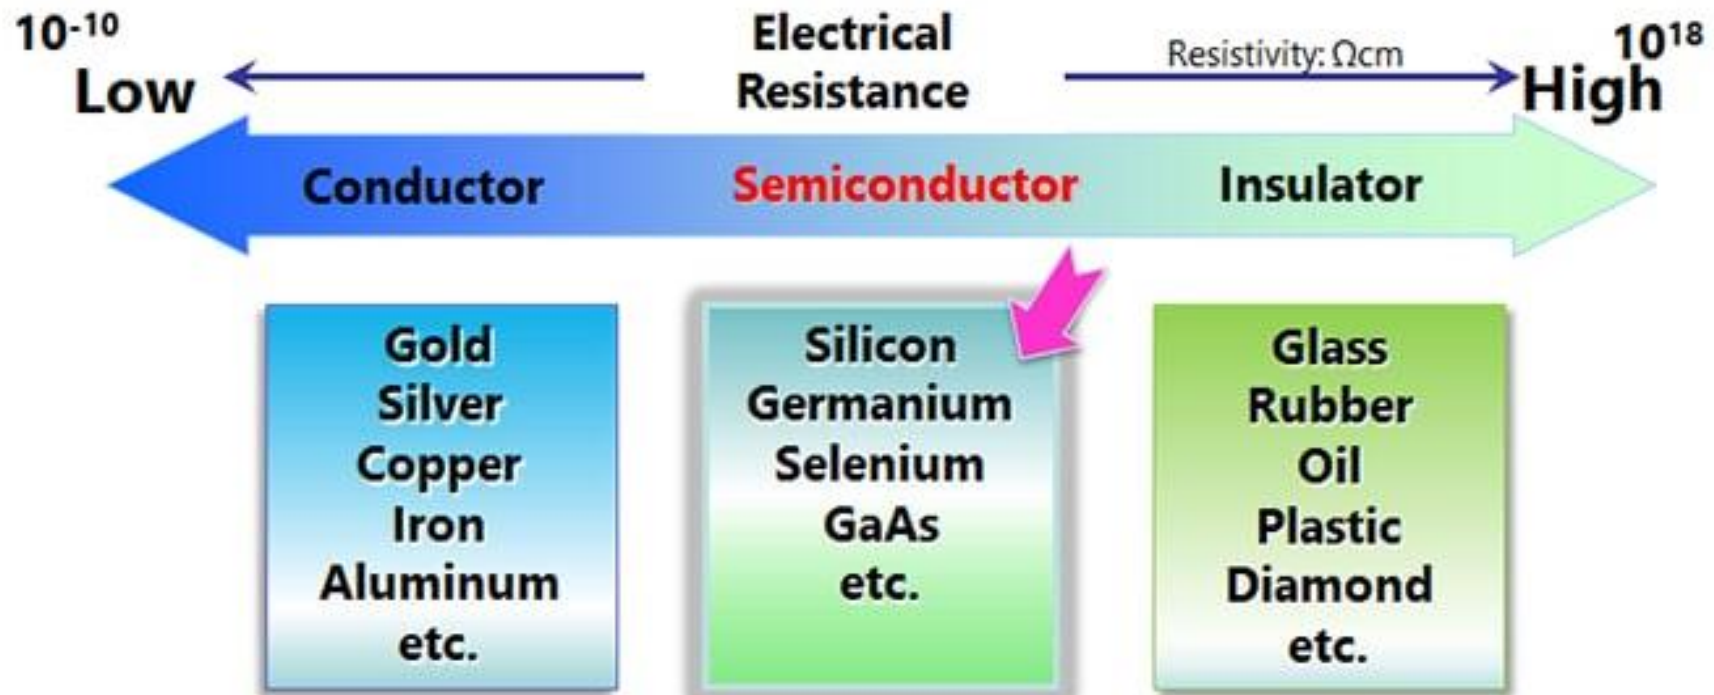 10⁻¹⁰
Low
Electrical
Resistance
Resistivity: Ωcm
10¹⁸
High
Conductor
Semiconductor
Insulator
Gold
Silver
Copper
Iron
Aluminum
etc.
Silicon
Germanium
Selenium
GaAs
etc.
Glass
Rubber
Oil
Plastic
Diamond
etc.